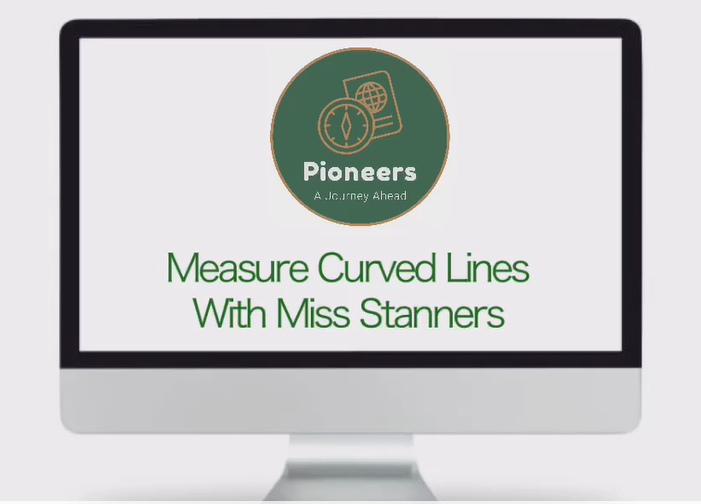 Pioneers
A Journey Ahead
Measure Curved Lines
With Miss Stanners